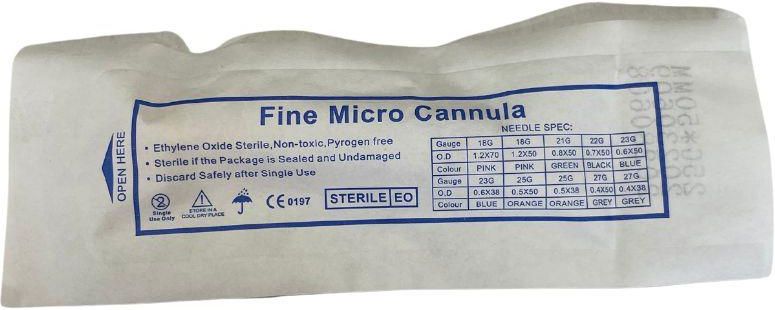 Fine Micro Cannula
OPEN HERE
• Ethylene Oxide Sterile,Non-toxic,Pyrogen free
• Sterile if the Package is Sealed and Undamaged
• Discard Safely after Single Use
NEEDLE SPEC:
Gauge 18G 18G 21G 22G 23G
O.D 1.2X70 1.2X50 0.8X50 0.7X50 0.6X50
Colour PINK PINK GREEN BLACK BLUE
Gauge 23G 25G 25G 27G 27G
O.D 0.6X38 0.5X50 0.5X38 0.4X50 0.4X38
Colour BLUE ORANGE ORANGE GREY GREY
2
Single
Use Only
STORE IN A
COOL DRY PLACE
CE 0197
STERILE EO
25G*50MM